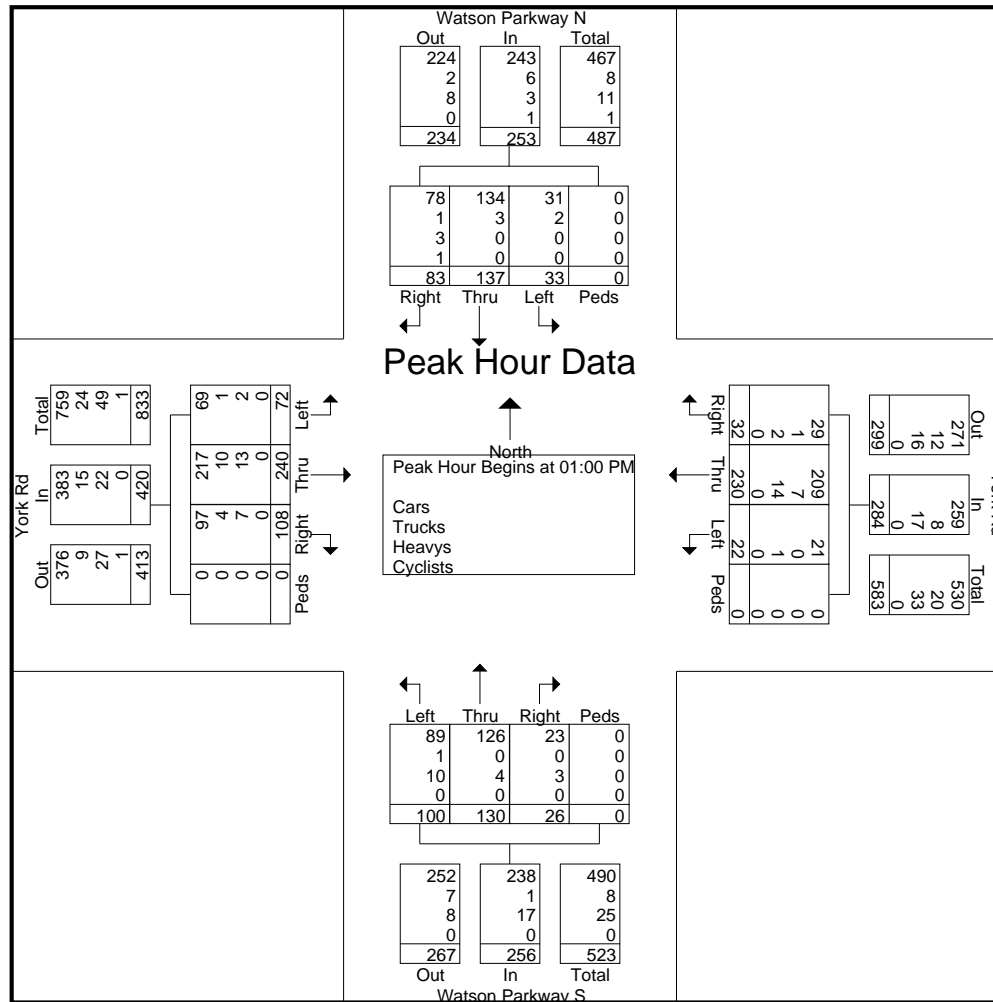 Watson Parkway N
Out In Total
224 243 467
2 6 8
8 3 11
0 1 1
234 253 487
78 134 31 0
1 3 2 0
3 0 0 0
1 0 0 0
83 137 33 0
Right Thru Left Peds
Peak Hour Data
North
Peak Hour Begins at 01:00 PM
Cars
Trucks
Heavys
Cyclists
York Rd
Total In Out
759 383 376
24 15 9
49 22 27
1 0 1
833 420 413
69 217 97 0
1 10 4 0
2 13 7 0
0 0 0 0
72 240 108 0
Left Thru Right Peds
Right Thru Left Peds
32 230 22 0
0 0 0 0
2 14 1 0
1 7 0 0
29 209 21 0
299 284 583
0 0 0
16 17 33
12 8 20
271 259 530
Out In Total
Left Thru Right Peds
89 126 23 0
1 0 0 0
10 4 3 0
0 0 0 0
100 130 26 0
252 238 490
7 1 8
8 17 25
0 0 0
267 256 523
Out In Total
Watson Parkway S